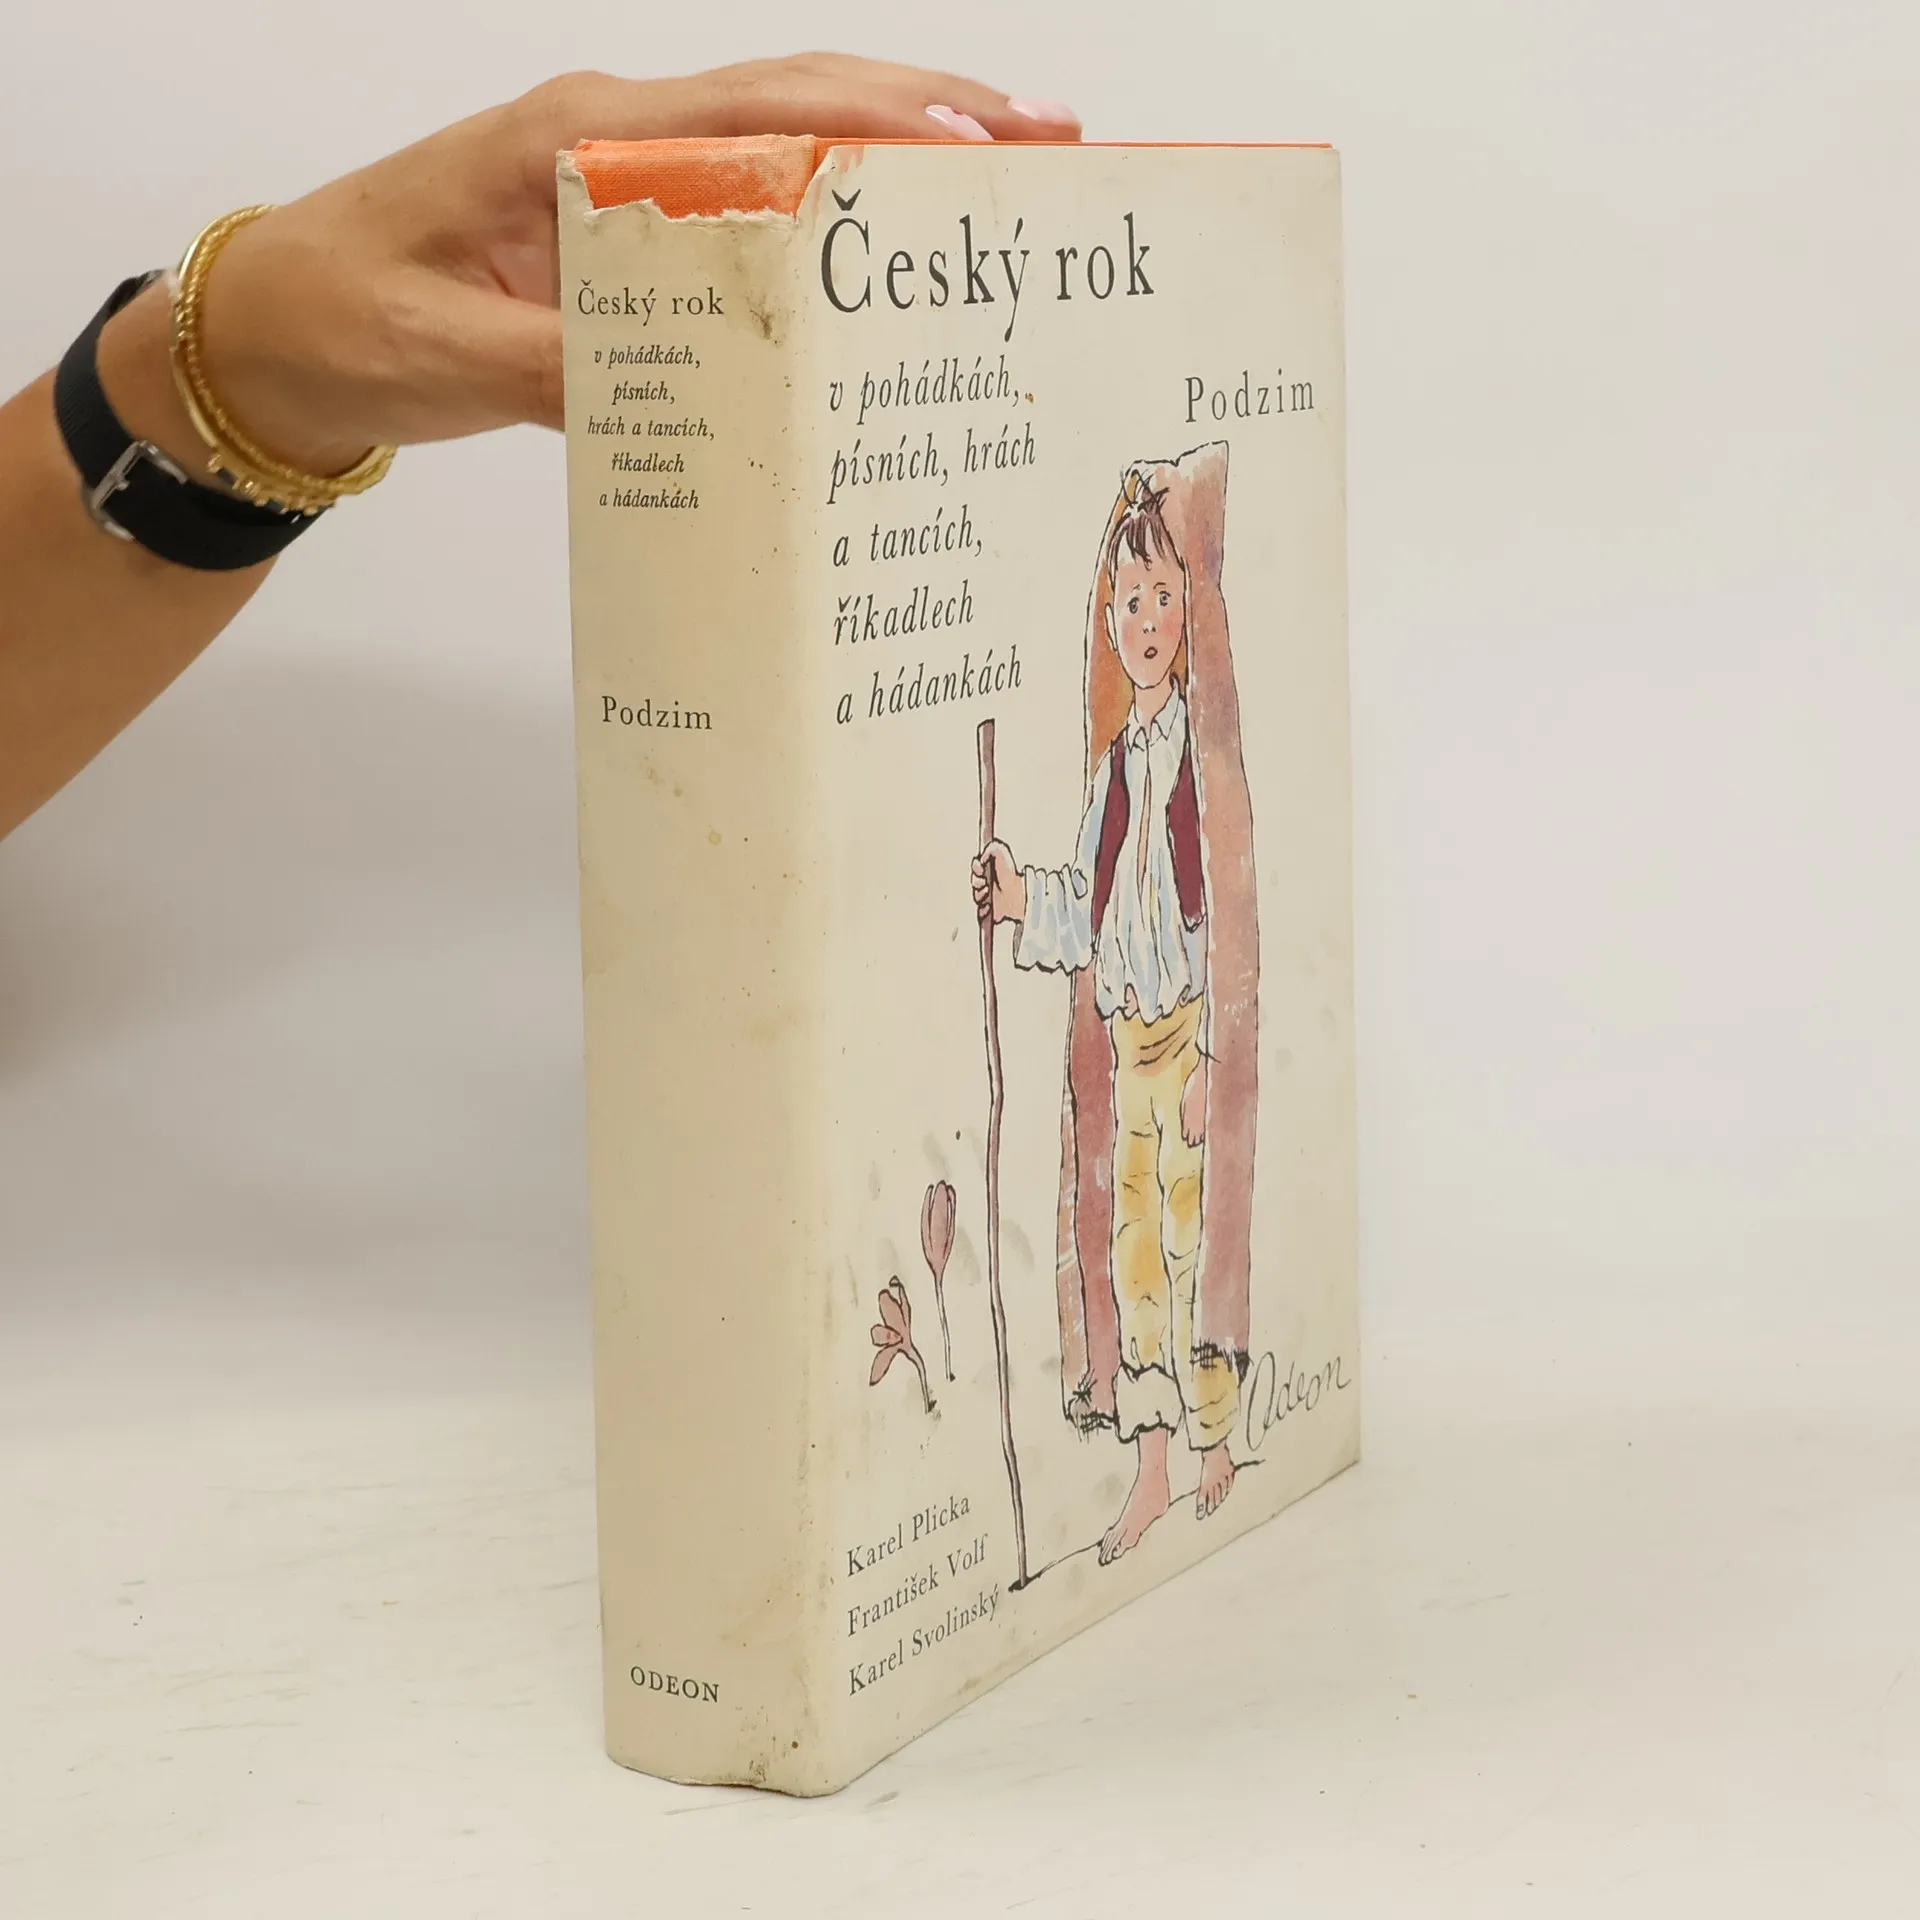 Český rok
v pohádkách,
písních,
hrách a tancích,
říkadlech
a hádankách
Podzim
ODEON
Český rok
v pohádkách,
písních, hrách
a tancích,
říkadlech
a hádankách
Podzim
Odeon
Karel Plicka
František Volf
Karel Svolinský